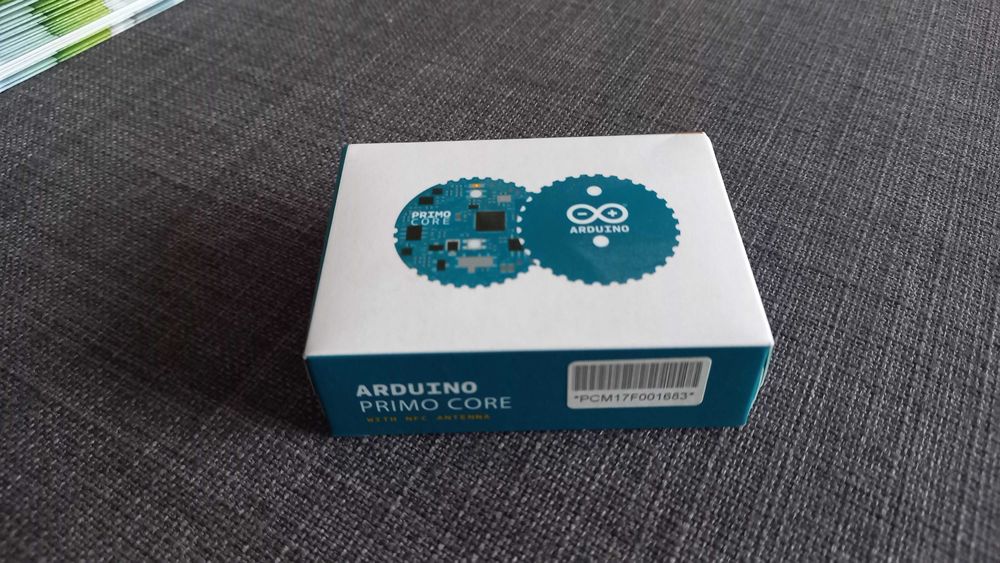 PRIMO
CORE
ARDUINO
ARDUINO
PRIMO CORE
WITH NFC ANTENNA
*PCM17F001683*